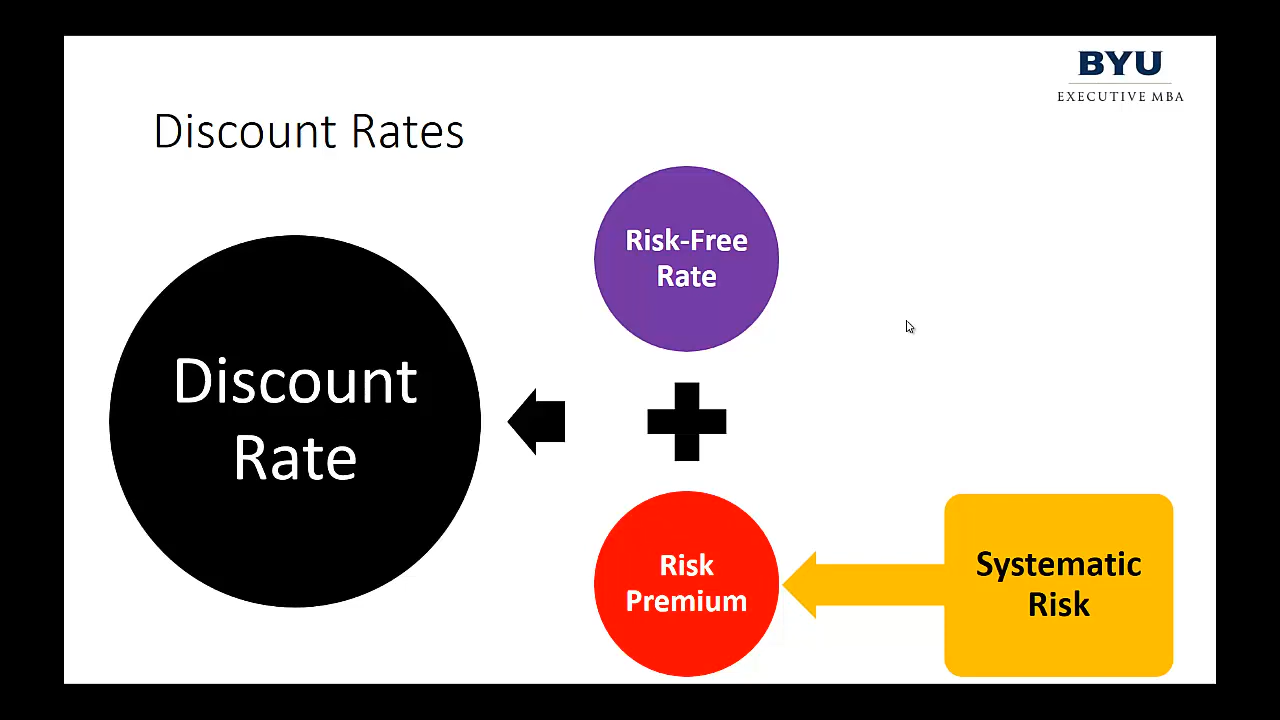 BYU
EXECUTIVE MBA
Discount Rates
Risk-Free
Rate
Discount
Rate
Risk
Premium
Systematic
Risk